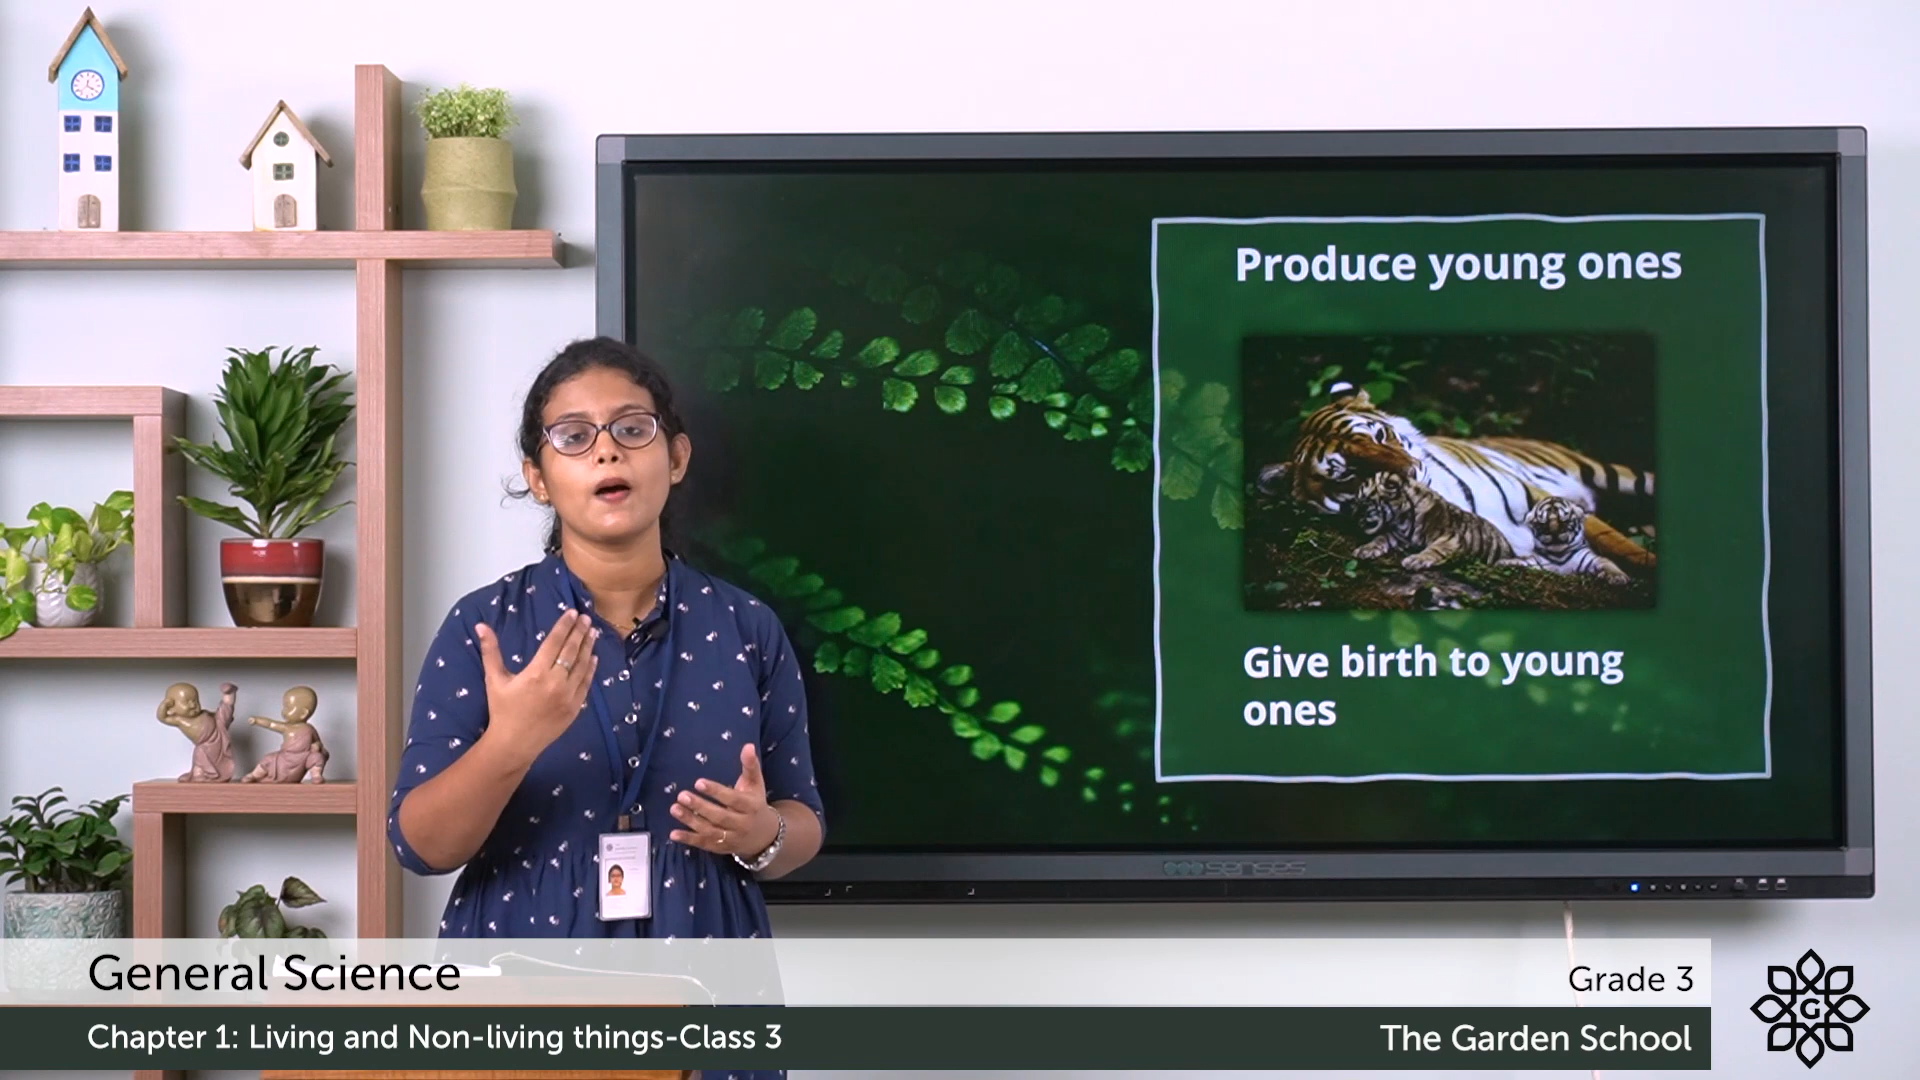 Produce young ones
Give birth to young
ones
senses
General Science
Grade 3
Chapter 1: Living and Non-living things-Class 3
The Garden School
G